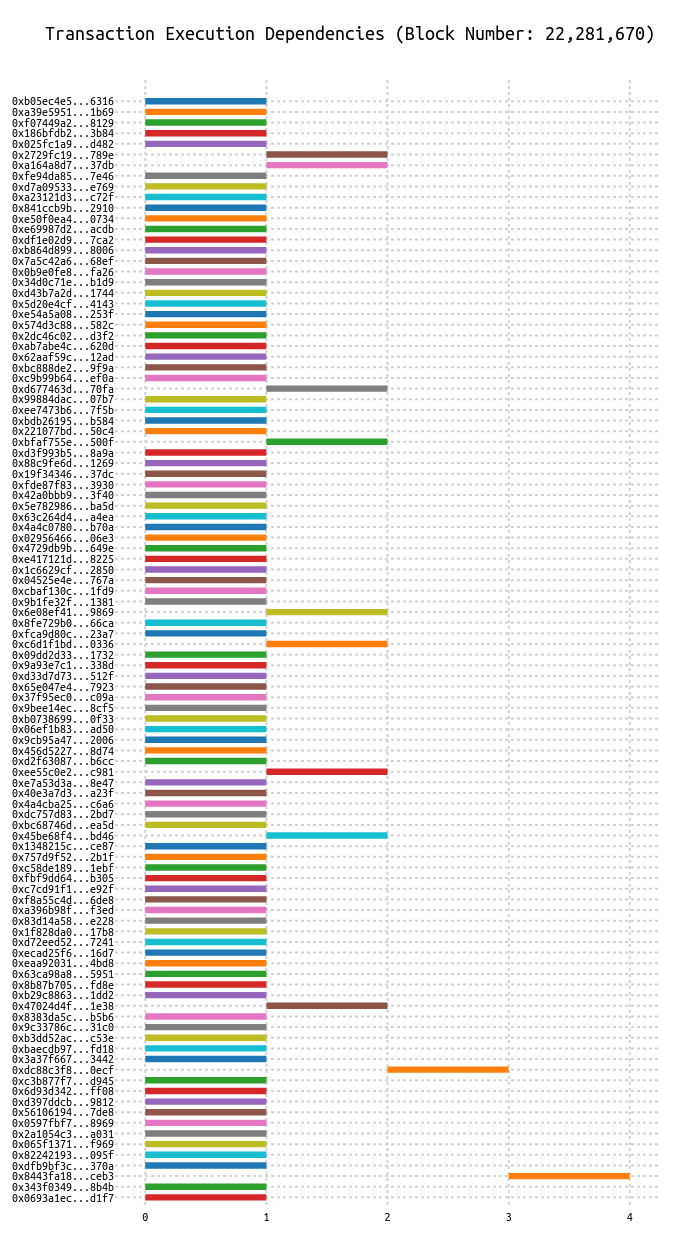 Transaction Execution Dependencies (Block Number: 22,281,670)
0xb05ec4e5...6316
0xa39e5951...1b69
0xf07449a2...8129
0x186bfdb2...3b84
0x025fc1a9...d482
0x2729fc19...789e
0xa164a8d7...37db
0xfe94da85...7e46
0xd7a09533...e769
0xa23121d3...c72f
0x841ccb9b...2910
0xe50f0ea4...0734
0xe69987d2...acdb
0xdf1e02d9...7ca2
0xb864d899...8006
0x7a5c42a6...68ef
0x0b9e0fe8...fa26
0x34d0c71e...b1d9
0xd43b7a2d...1744
0x5d20e4cf...4143
0xe54a5a08...253f
0x574d3c88...582c
0x2dc46c02...d3f2
0xab7abe4c...620d
0x62aaf59c...12ad
0xbc888de2...9f9a
0xc9b99b64...ef0a
0xd677463d...70fa
0x99884dac...07b7
0xee7473b6...7f5b
0xbdb26195...b584
0x221077bd...50c4
0xbfaf755e...500f
0xd3f993b5...8a9a
0x88c9fe6d...1269
0x19f34346...37dc
0xfde87f83...3930
0x42a0bbb9...3f40
0x5e782986...ba5d
0x63c264d4...a4ea
0x4a4c0780...b70a
0x02956466...06e3
0x4729db9b...649e
0xe417121d...8225
0x1c6629cf...2850
0x04525e4e...767a
0xcbaf130c...1fd9
0x9b1fe32f...1381
0x6e08ef41...9869
0x8fe729b0...66ca
0xfca9d80c...23a7
0xc6d1f1bd...0336
0x09dd2d33...1732
0x9a93e7c1...338d
0xd33d7d73...512f
0x65e047e4...7923
0x37f95ec0...c09a
0x9bee14ec...8cf5
0xb0738699...0f33
0x06ef1b83...ad50
0x9cb95a47...2006
0x456d5227...8d74
0xd2f63087...b6cc
0xee55c0e2...c981
0xe7a53d3a...8e47
0x40e3a7d3...a23f
0x4a4cba25...c6a6
0xdc757d83...2bd7
0xbc68746d...ea5d
0x45be68f4...bd46
0x1348215c...ce87
0x757d9f52...2b1f
0xc58de189...1ebf
0xfbf9dd64...b305
0xc7cd91f1...e92f
0xf8a55c4d...6de8
0xa396b98f...f3ed
0x83d14a58...e228
0x1f828da0...17b8
0xd72eed52...7241
0xecad25f6...16d7
0xeaa92031...4bd8
0x63ca98a8...5951
0x8b87b705...fd8e
0xb29c8863...1dd2
0x47024d4f...1e38
0x8383da5c...b5b6
0x9c33786c...31c0
0xb3dd52ac...c53e
0xbaecdb97...fd18
0x3a37f667...3442
0xdc88c3f8...0ecf
0xc3b877f7...d945
0x6d93d342...ff08
0xd397ddcb...9812
0x56106194...7de8
0x0597fbf7...8969
0x2a1054c3...a031
0x065f1371...f969
0x82242193...095f
0xdfb9bf3c...370a
0x8443fa18...ceb3
0x343f0349...8b4b
0x0693a1ec...d1f7
0 1 2 3 4